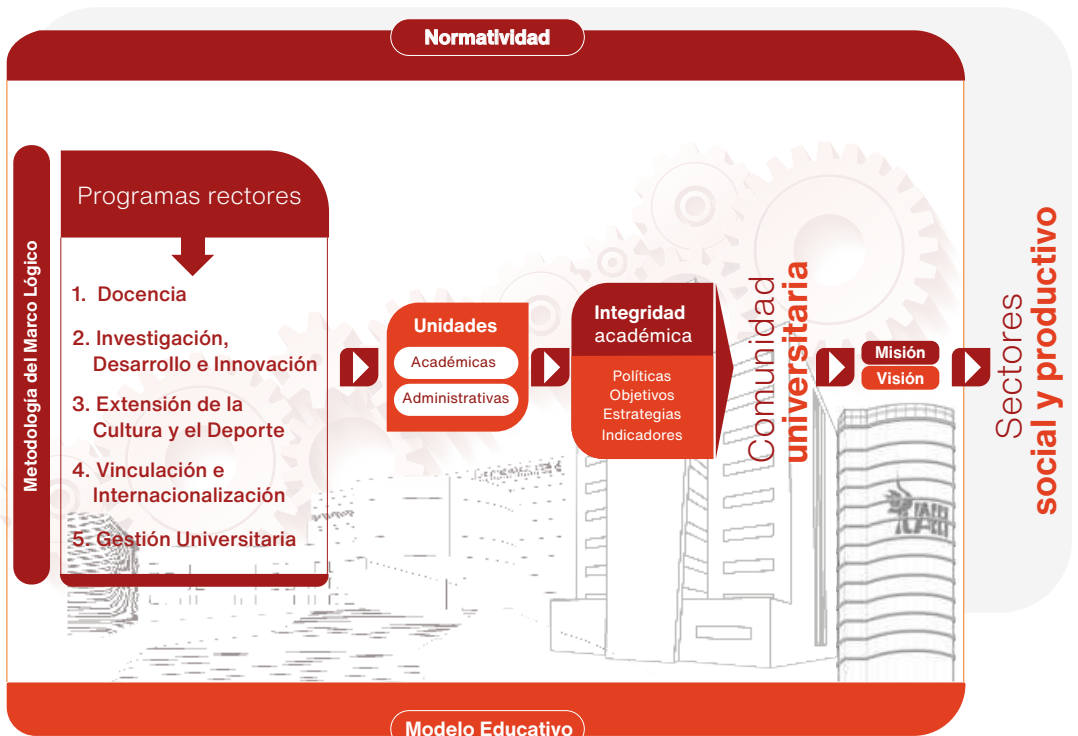 Normatividad
Metodología del Marco Lógico
Programas rectores
1. Docencia
2. Investigación,
Desarrollo e Innovación
3. Extensión de la
Cultura y el Deporte
4. Vinculación e
Internacionalización
5. Gestión Universitaria
Unidades
Académicas
Administrativas
Integridad
académica
Políticas
Objetivos
Estrategias
Indicadores
Comunidad
universitaria
Misión
Visión
Sectores
social y productivo
Modelo Educativo